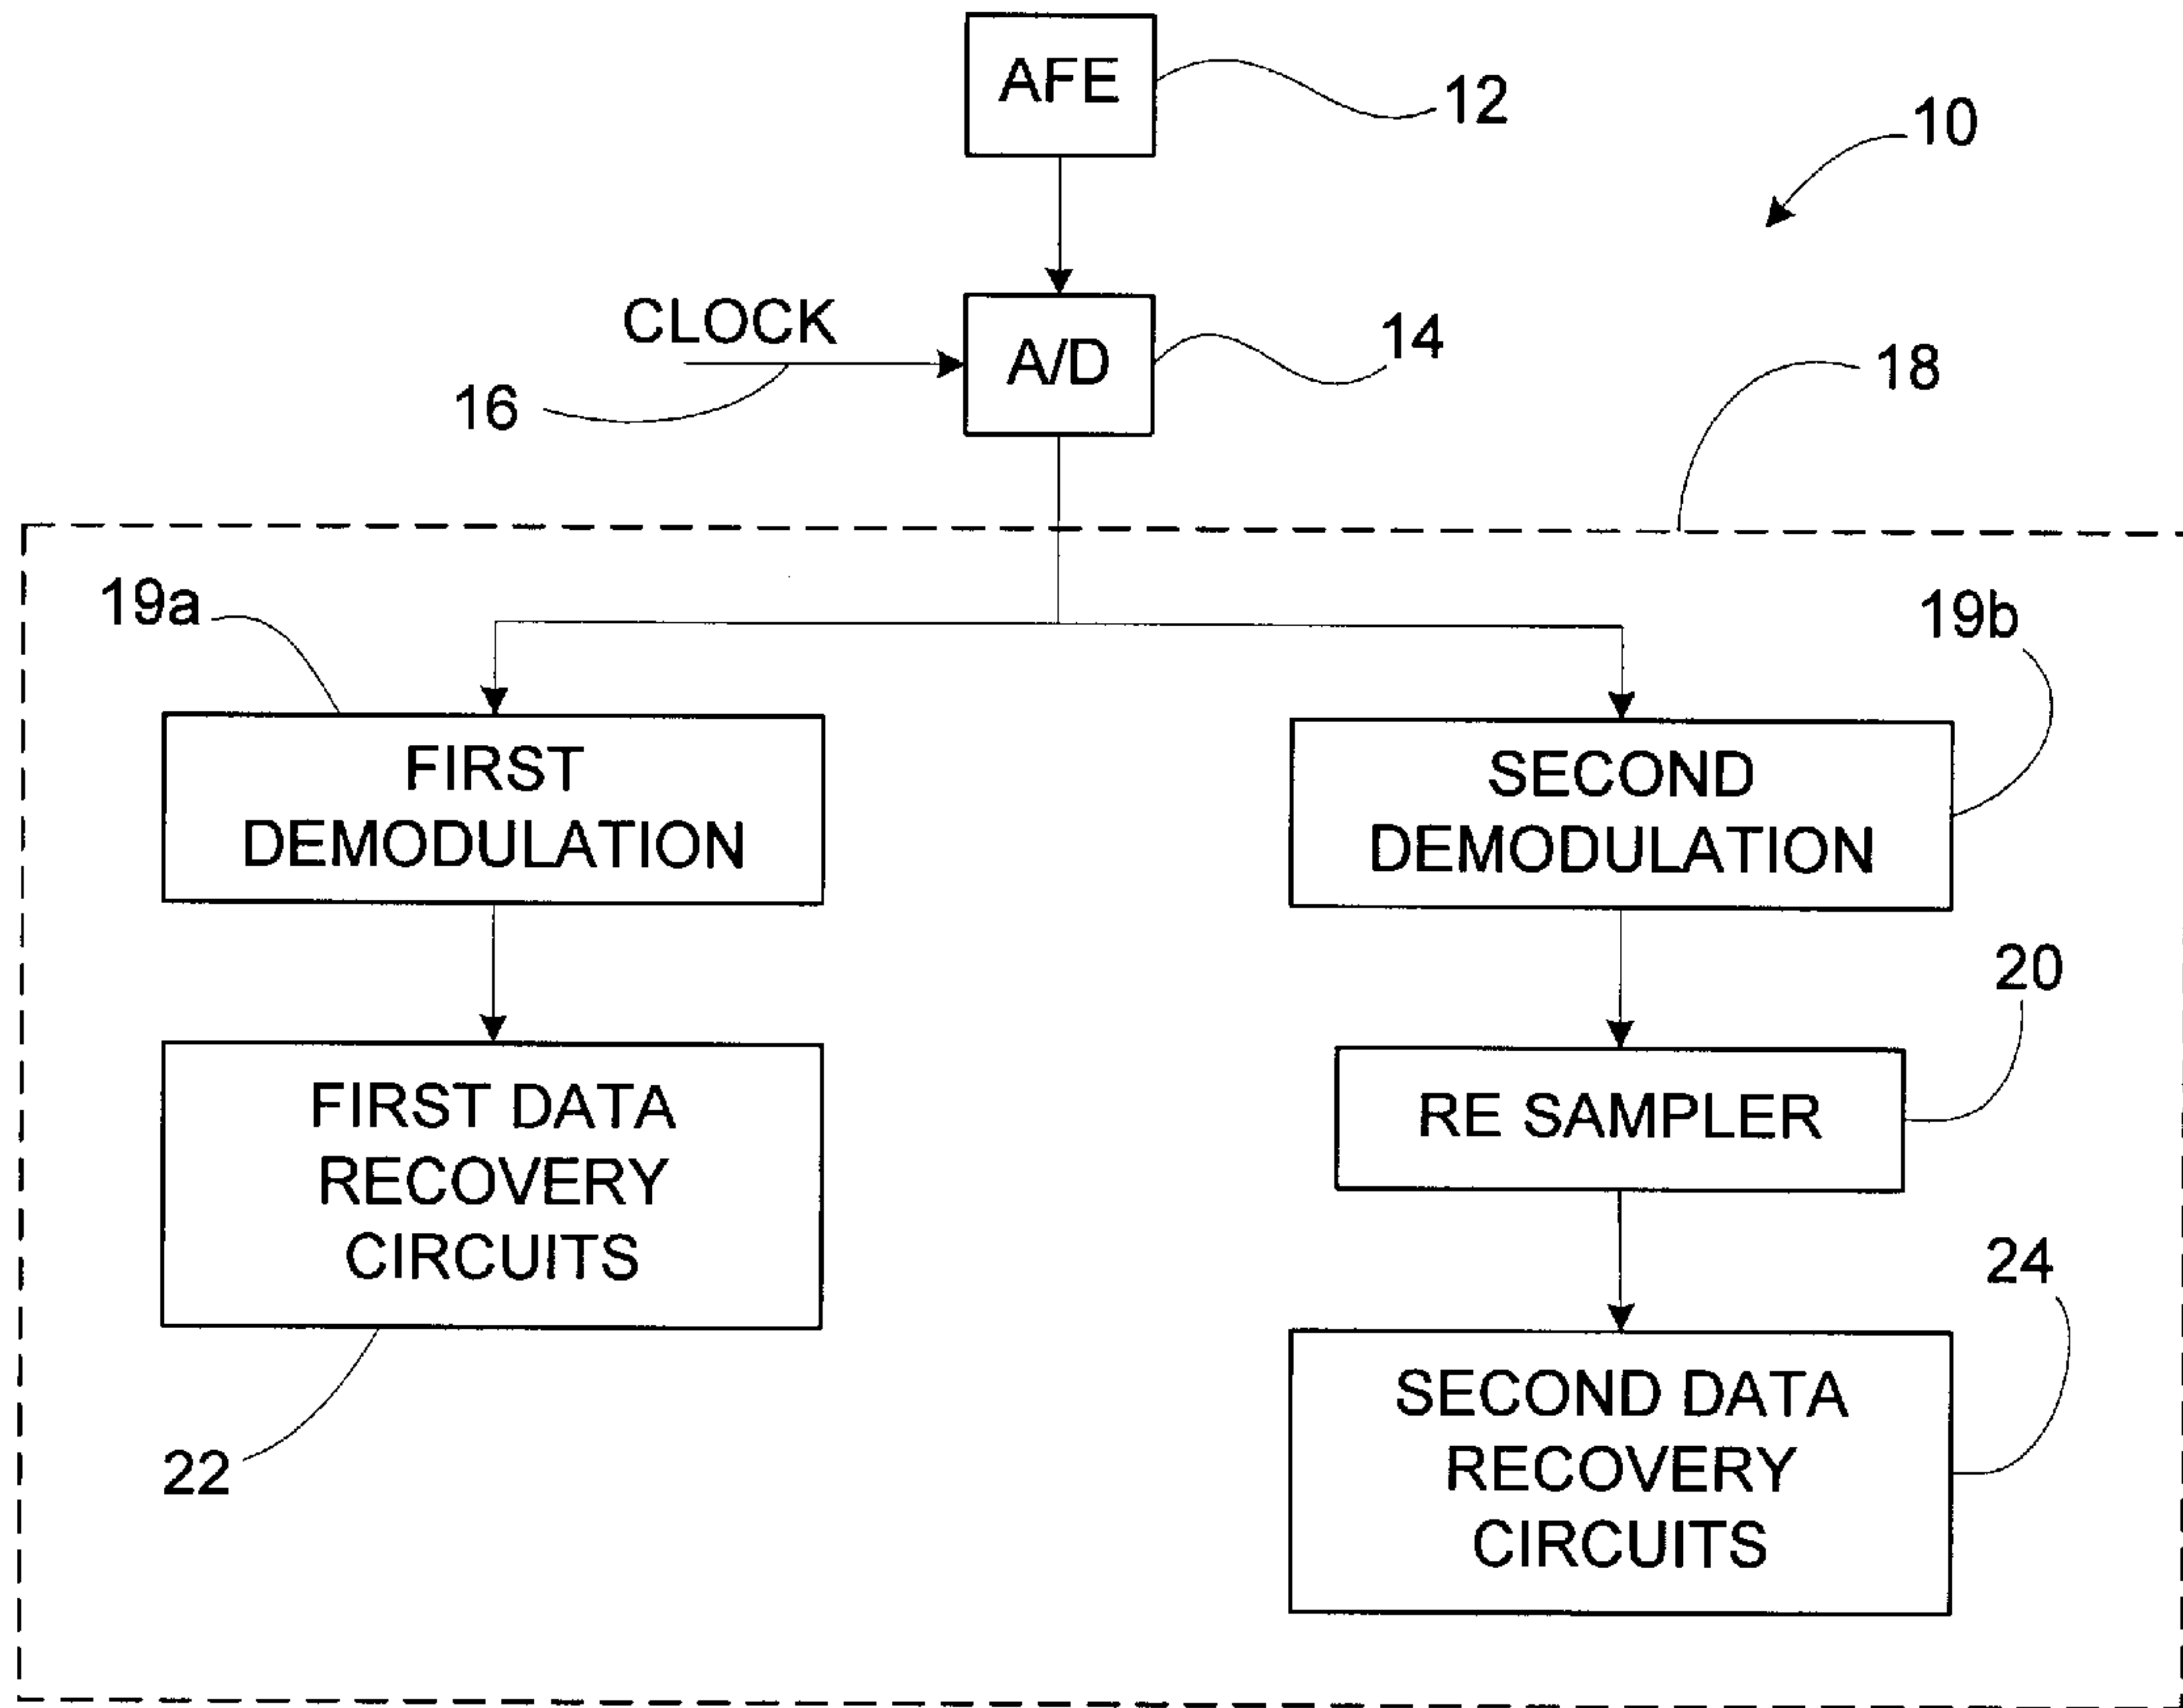 AFE
12
10
CLOCK
A/D
14
16
18
19a
19b
FIRST
DEMODULATION
SECOND
DEMODULATION
20
FIRST DATA
RECOVERY
CIRCUITS
RE SAMPLER
24
22
SECOND DATA
RECOVERY
CIRCUITS